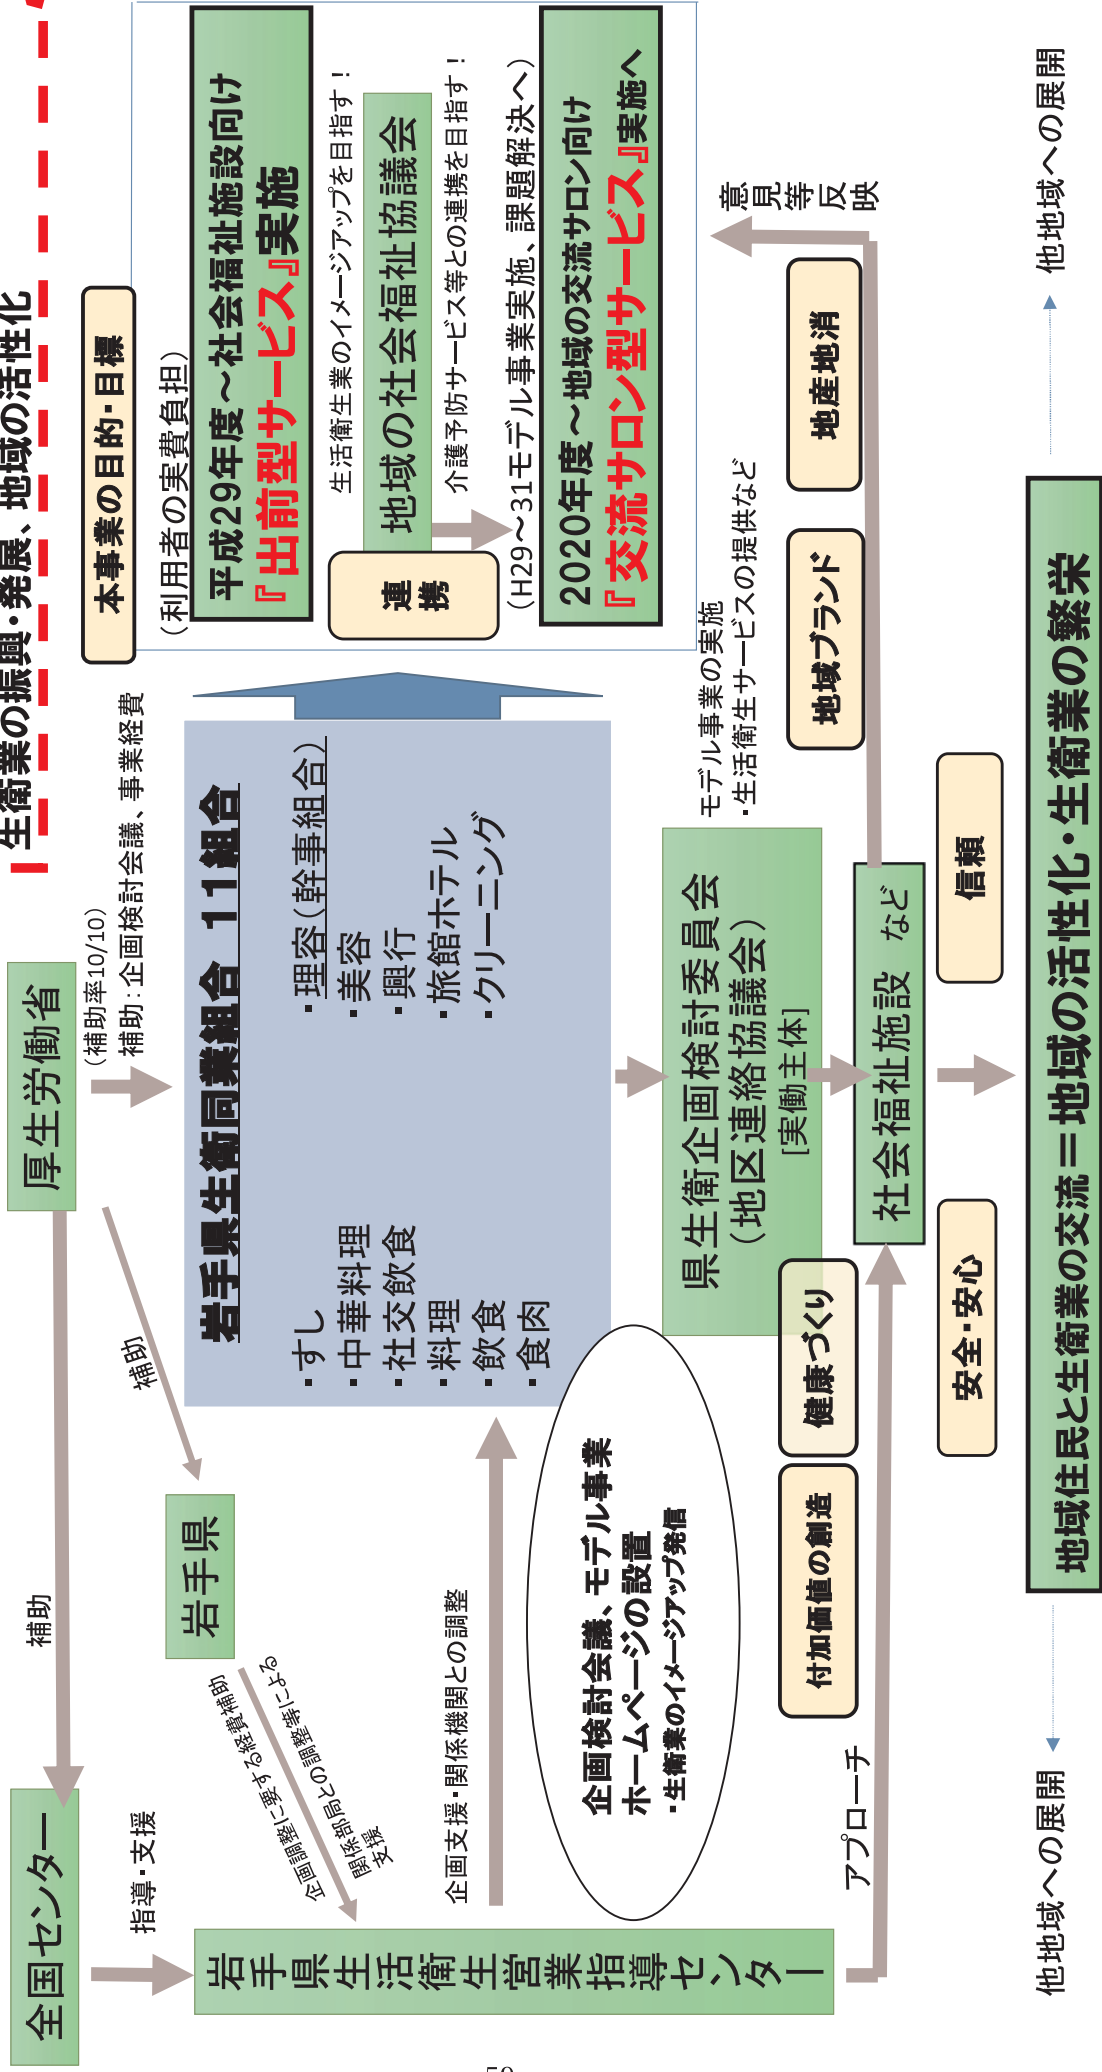 生衛業の振興・発展、地域の活性化
全国センター
補助
厚生労働省
(補助率10/10)
補助：企画検討会議、事業経費
本事業の目的・目標
指導・支援
岩手県
補助
企画調整に要する経費補助
関係部局との調整等による
支援
岩手県生活衛生営業指導センター
企画支援・関係機関との調整
岩手県生衛同業組合 11組合
・すし
・中華料理
・社交飲食
・料理
・飲食
・食肉
・理容(幹事組合)
・美容
・興行
・旅館ホテル
・クリーニング
(利用者の実費負担)
平成29年度～社会福祉施設向け
『出前型サービス』実施
生活衛生業のイメージアップを目指す！
連携
地域の社会福祉協議会
介護予防サービス等との連携を目指す！
(H29～31モデル事業実施、課題解決へ)
2020年度～地域の交流サロン向け
『交流サロン型サービス』実施へ
企画検討会議、モデル事業
ホームページの設置
・生衛業のイメージアップ発信
県生衛企画検討委員会
(地区連絡協議会)
[実働主体]
モデル事業の実施
・生活衛生サービスの提供など
意見等反映
付加価値の創造
健康づくり
地域ブランド
地産地消
アプローチ
社会福祉施設 など
安全・安心
信頼
他地域への展開
地域住民と生衛業の交流＝地域の活性化・生衛業の繁栄
他地域への展開